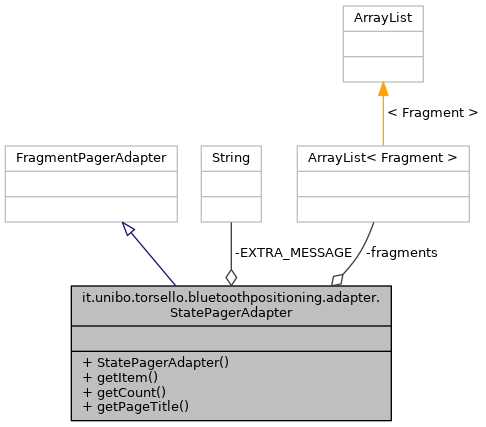 ArrayList
< Fragment >
FragmentPagerAdapter
String
ArrayList< Fragment >
-EXTRA_MESSAGE
-fragments
it.unibo.torsello.bluetoothpositioning.adapter.
StatePagerAdapter
+ StatePagerAdapter()
+ getItem()
+ getCount()
+ getPageTitle()